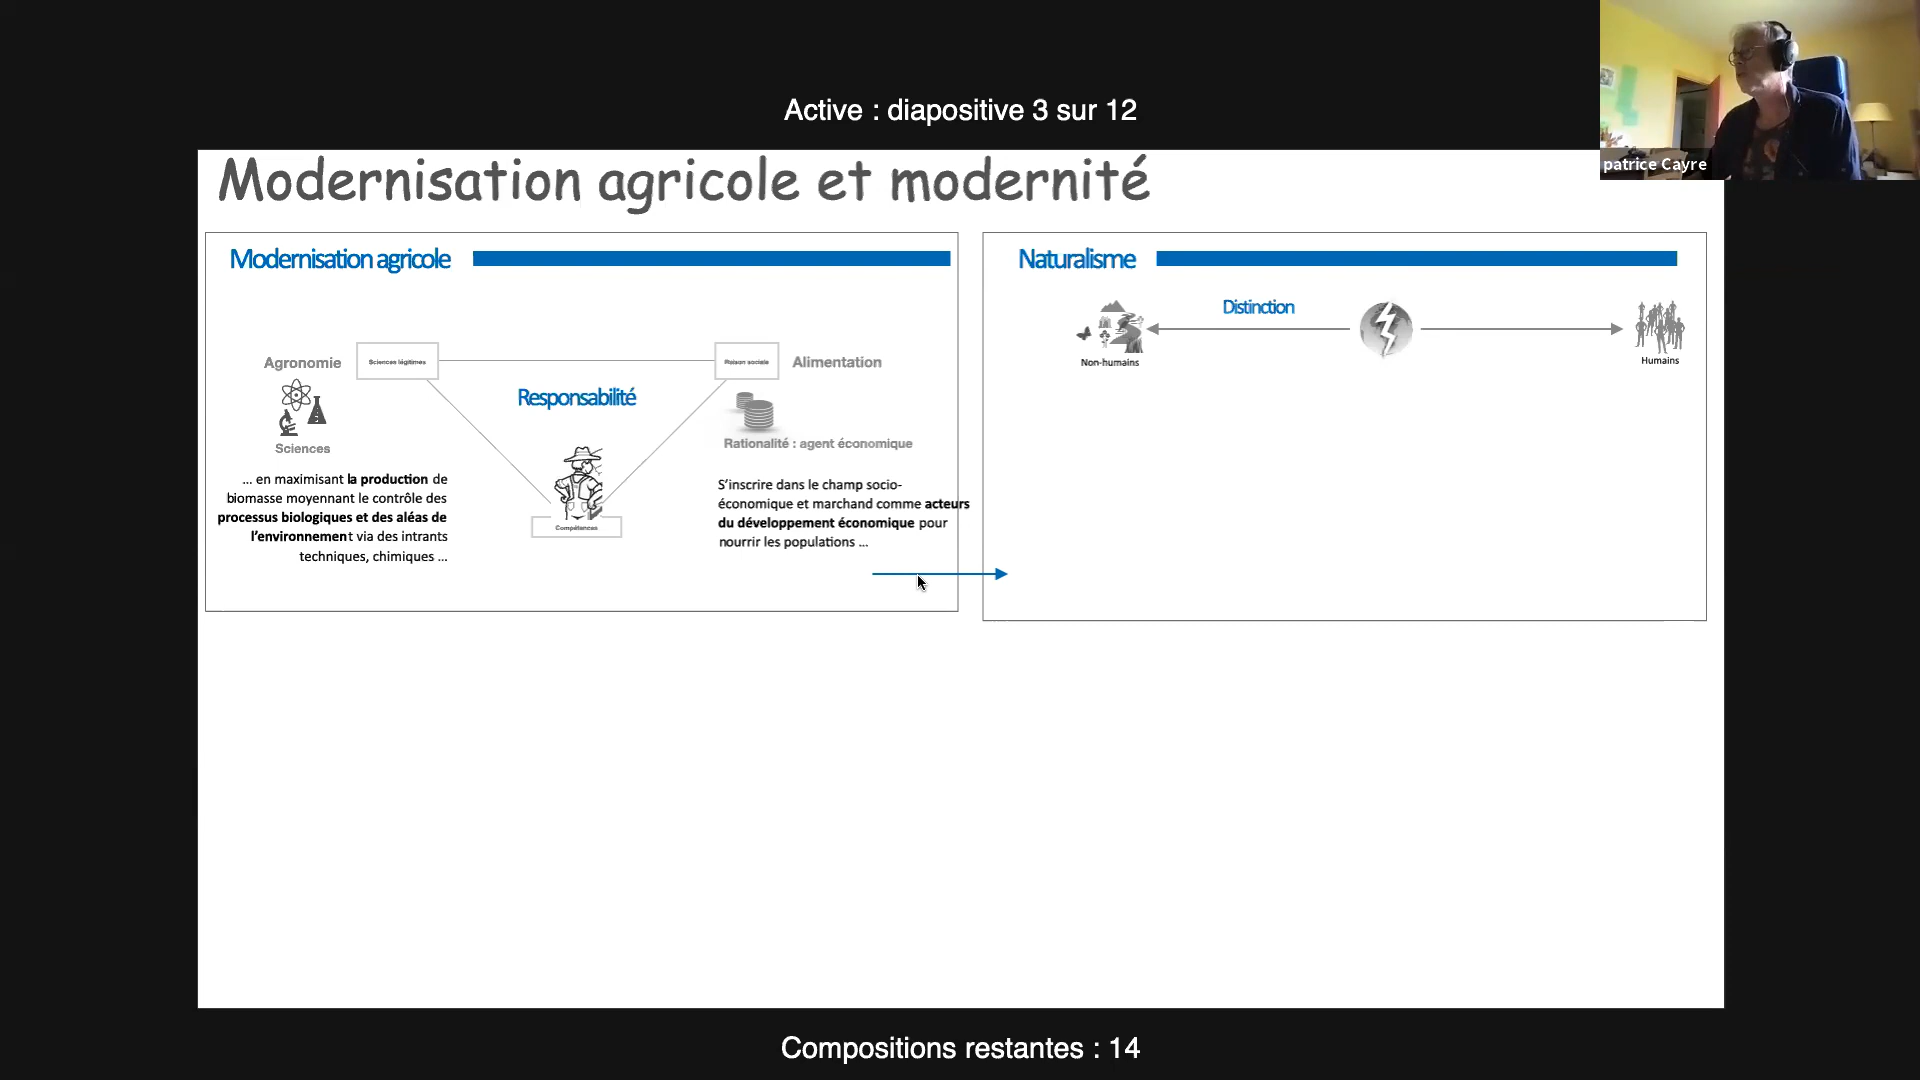 Active : diapositive 3 sur 12
patrice Cayre
Modernisation agricole et modernité
Modernisation agricole
Agronomie
Sciences légitimes
Raison sociale
Alimentation
Responsabilité
Sciences
Rationalité : agent économique
... en maximisant la production de
biomasse moyennant le contrôle des
processus biologiques et des aléas de
l'environnement via des intrants
techniques, chimiques ...
Compétences
S'inscrire dans le champ socio-
économique et marchand comme acteurs
du développement économique pour
nourrir les populations ...
Naturalisme
Distinction
Non-humains
Humains
Compositions restantes : 14